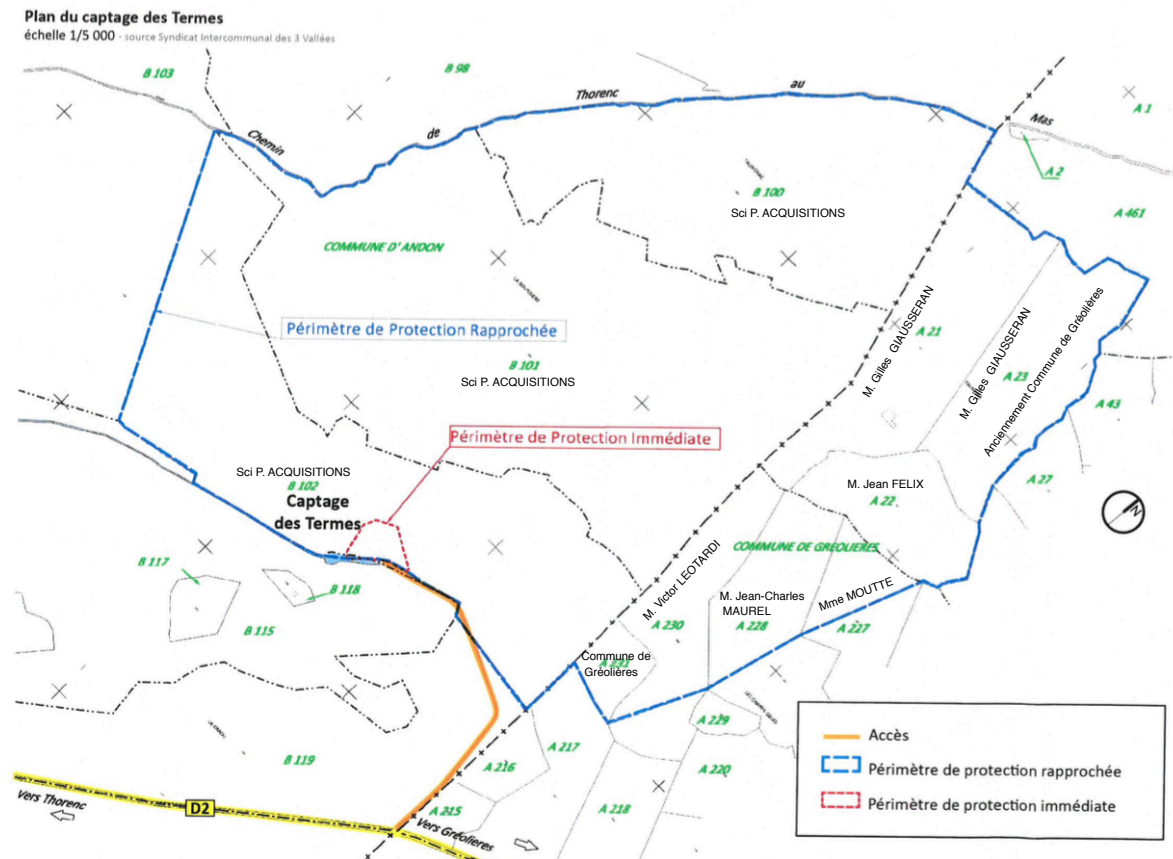 Plan du captage des Termes
échelle 1/5 000 - source Syndicat Intercommunal des 3 Vallées
B 103
B 98
Chemin
de
Thorenc
au
Mas
A 1
A 2
B 100
Sci P. ACQUISITIONS
A 461
COMMUNE D'ANDON
Périmètre de Protection Rapprochée
M. Gilles GIAUSSERAN
A 21
M. Gilles GIAUSSERAN
A 23
Anciennement Commune de Gréolières
B 101
Sci P. ACQUISITIONS
A 43
Périmètre de Protection Immédiate
Sci P. ACQUISITIONS
B 102
Captage
des Termes
M. Jean FELIX
A 22
A 27
COMMUNE DE GREOLIERES
B 117
B 118
B 115
M. Victor LEOTARDI
A 230
M. Jean-Charles
MAUREL
A 228
Mme MOUTTE
A 227
Commune de
A 231
Gréolières
A 229
A 217
A 216
A 220
B 119
A 215
A 218
Vers Thorenc
D2
Vers Gréolieres
Accès
Périmètre de protection rapprochée
Périmètre de protection immédiate